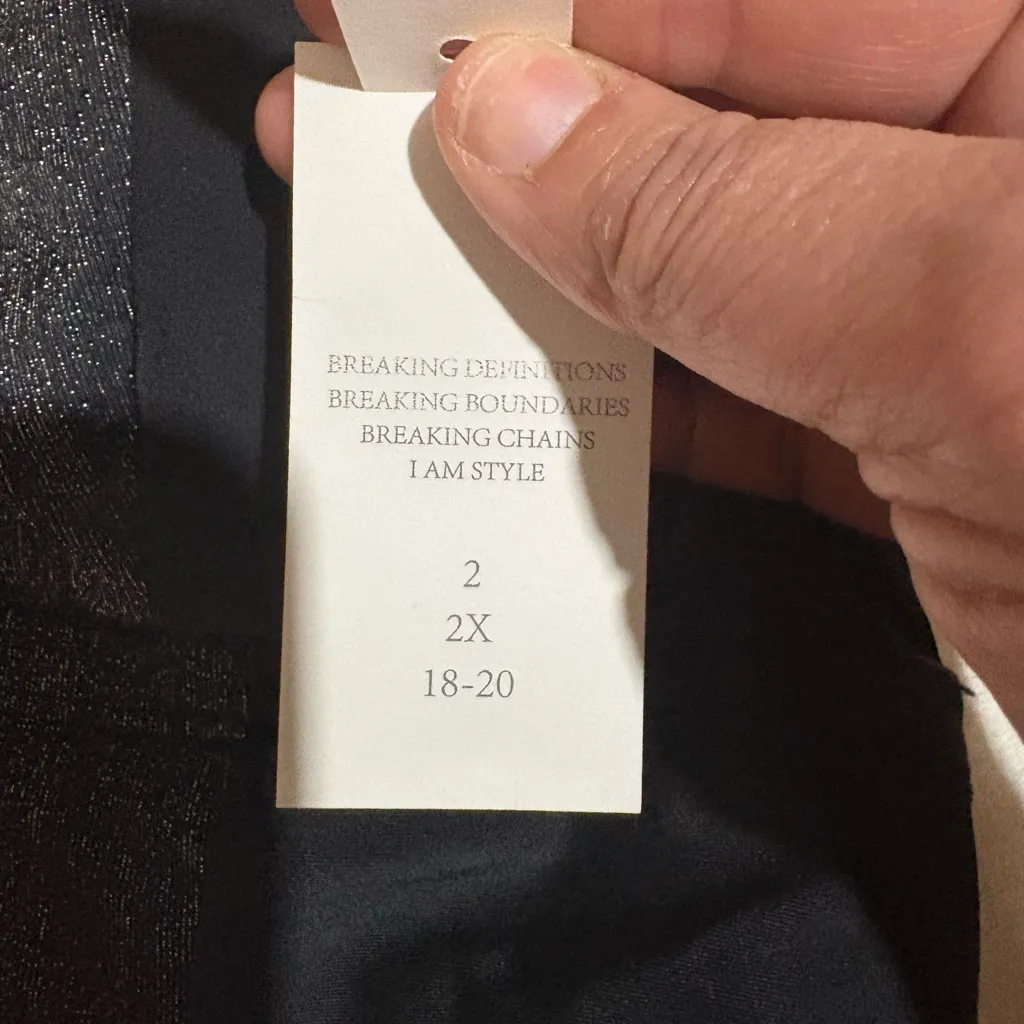 BREAKING DEFINITIONS
BREAKING BOUNDARIES
BREAKING CHAINS
I AM STYLE
2
2X
18-20